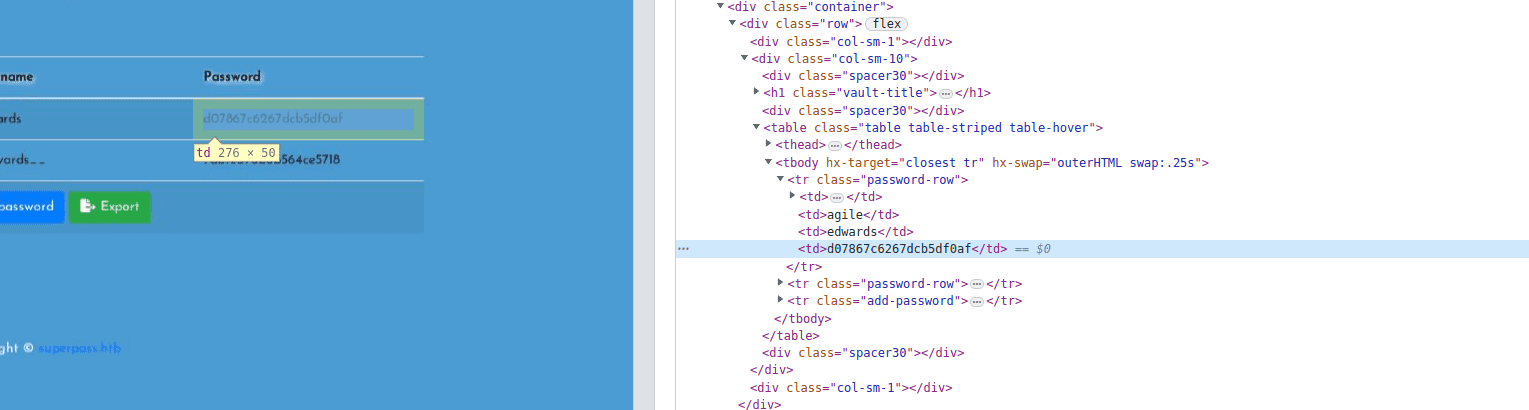 name Password
ards d07867c6267dcb5df0af
wards__ 564ce5718
td 276 × 50
password Export
ght © superpass.htb
<div class="container">
<div class="row"> flex
<div class="col-sm-1"></div>
<div class="col-sm-10">
<div class="spacer30"></div>
<h1 class="vault-title"> ⋯ </h1>
<div class="spacer30"></div>
<table class="table table-striped table-hover">
<thead> ⋯ </thead>
<tbody hx-target="closest tr" hx-swap="outerHTML swap:.25s">
<tr class="password-row">
<td> ⋯ </td>
<td>agile</td>
<td>edwards</td>
<td>d07867c6267dcb5df0af</td> == $0
</tr>
<tr class="password-row"> ⋯ </tr>
<tr class="add-password"> ⋯ </tr>
</tbody>
</table>
<div class="spacer30"></div>
</div>
<div class="col-sm-1"></div>
</div>